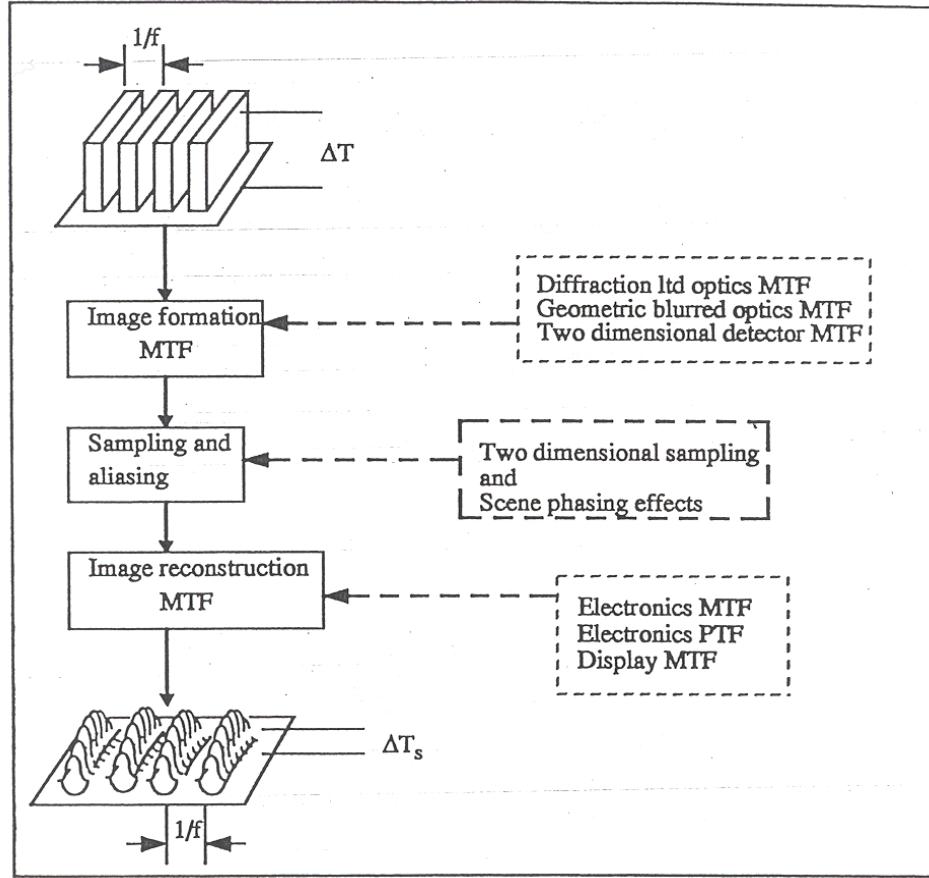 1/f
ΔT
Diffraction ltd optics MTF
Geometric blurred optics MTF
Two dimensional detector MTF
Image formation
MTF
Sampling and
aliasing
Two dimensional sampling
and
Scene phasing effects
Image reconstruction
MTF
Electronics MTF
Electronics PTF
Display MTF
ΔTs
1/f